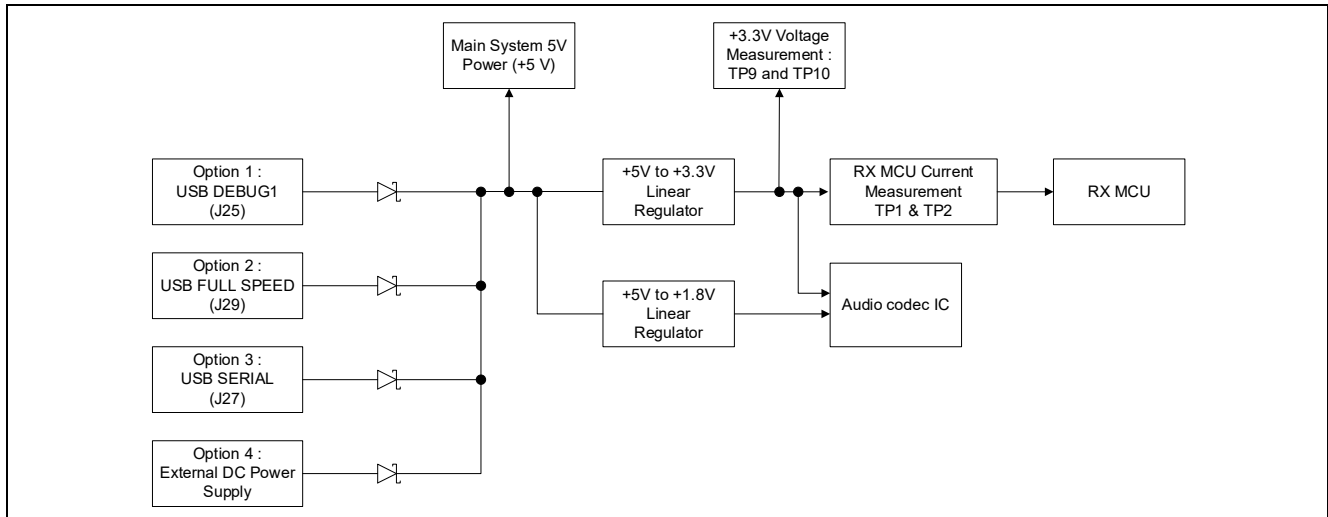 Main System 5V
Power (+5 V)
+3.3V Voltage
Measurement :
TP9 and TP10
Option 1 :
USB DEBUG1
(J25)
+5V to +3.3V
Linear
Regulator
RX MCU Current
Measurement
TP1 & TP2
RX MCU
Option 2 :
USB FULL SPEED
(J29)
+5V to +1.8V
Linear
Regulator
Audio codec IC
Option 3 :
USB SERIAL
(J27)
Option 4 :
External DC Power
Supply